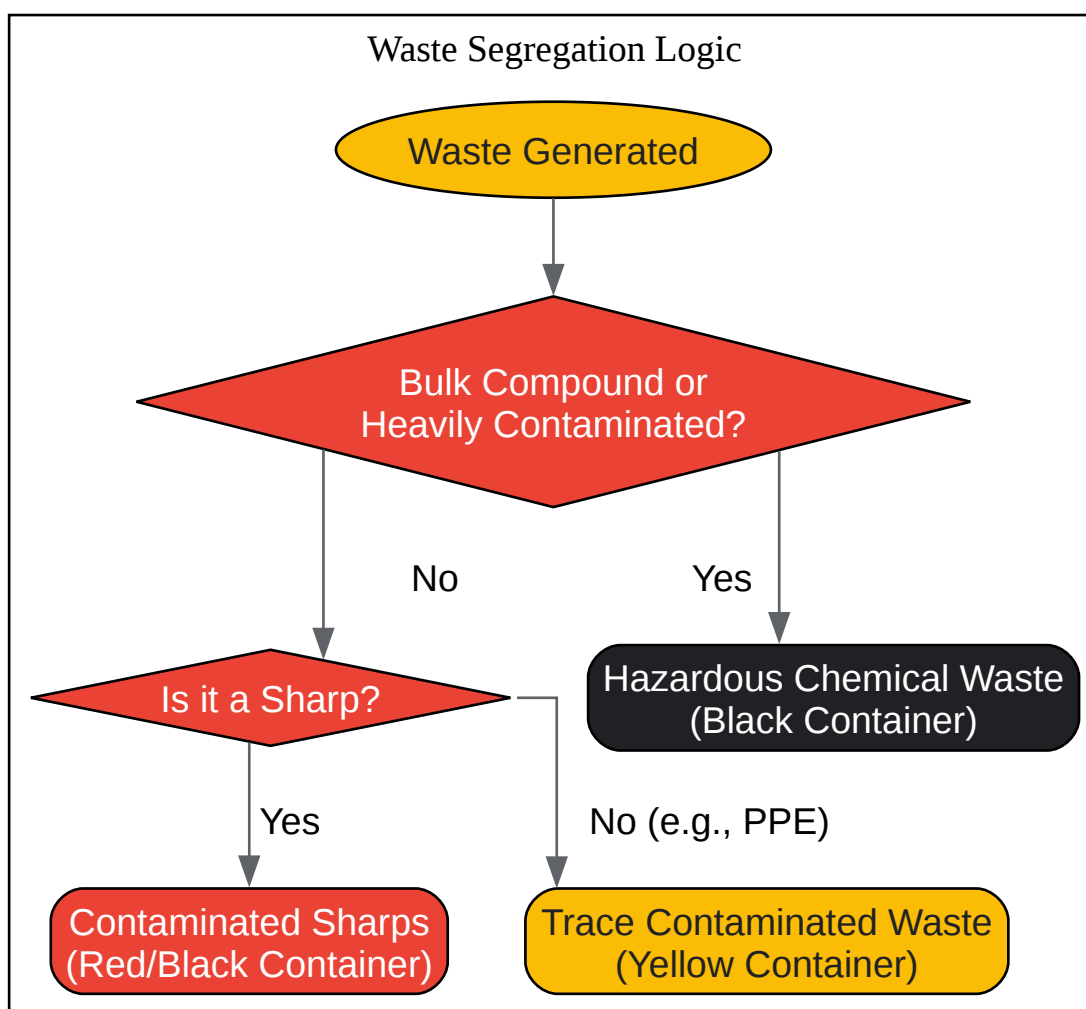 Waste Segregation Logic
Waste Generated
Bulk Compound or
Heavily Contaminated?
No
Yes
Is it a Sharp?
Hazardous Chemical Waste
(Black Container)
Yes
No (e.g., PPE)
Contaminated Sharps
(Red/Black Container)
Trace Contaminated Waste
(Yellow Container)